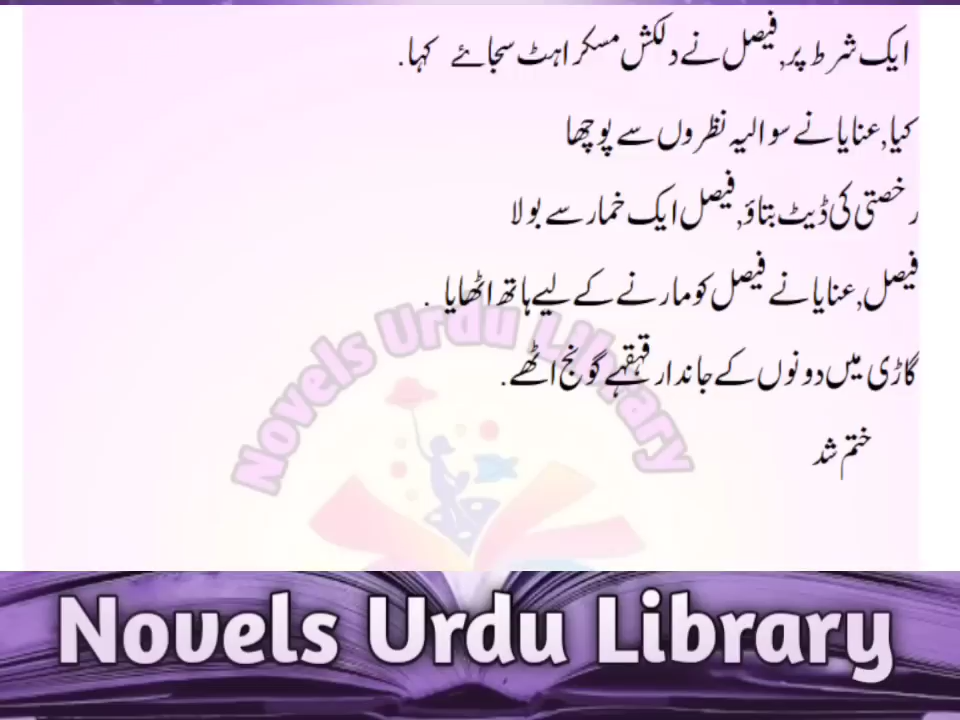 ایک شرط پر,فیصل نے دلکش مسکراہٹ سجائے کہا.
کیا,عنایا نے سوالیہ نظروں سے پوچھا
رخصتی کی ڈیٹ بتاؤ,فیصل ایک خمار سے بولا
فیصل,عنایا نے فیصل کو مارنے کے لیے ہاتھ اٹھایا .
گاڑی میں دونوں کے جاندار قہقہے گونج اٹھے.
ختم شد
Novels Urdu Library
Novels Urdu Library